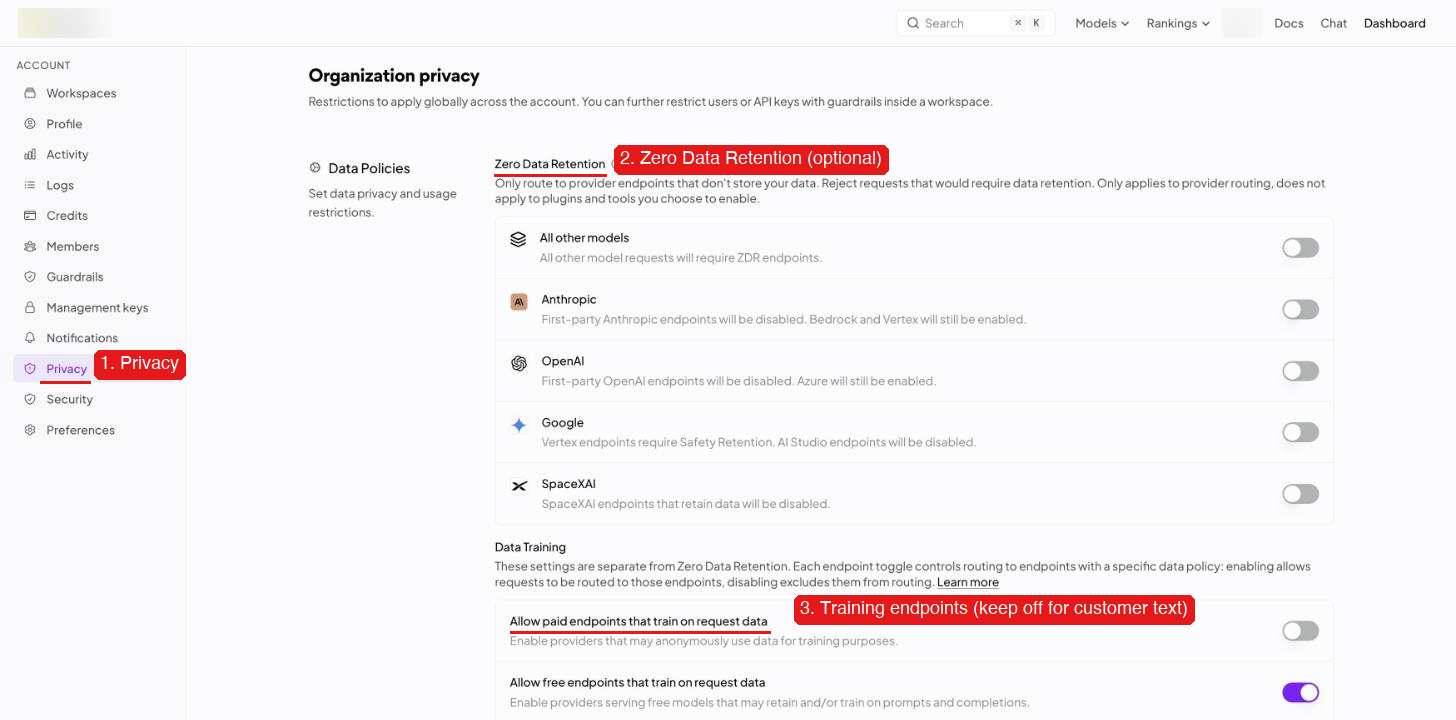 Search ⌘ K Models Rankings Docs Chat Dashboard
ACCOUNT
Workspaces
Profile
Activity
Logs
Credits
Members
Guardrails
Management keys
Notifications
Privacy
1. Privacy
Security
Preferences
Organization privacy
Restrictions to apply globally across the account. You can further restrict users or API keys with guardrails inside a workspace.
Data Policies
Set data privacy and usage
restrictions.
Zero Data Retention
2. Zero Data Retention (optional)
Only route to provider endpoints that don't store your data. Reject requests that would require data retention. Only applies to provider routing, does not
apply to plugins and tools you choose to enable.
All other models
All other model requests will require ZDR endpoints.
Anthropic
First-party Anthropic endpoints will be disabled. Bedrock and Vertex will still be enabled.
OpenAI
First-party OpenAI endpoints will be disabled. Azure will still be enabled.
Google
Vertex endpoints require Safety Retention. AI Studio endpoints will be disabled.
SpaceXAI
SpaceXAI endpoints that retain data will be disabled.
Data Training
These settings are separate from Zero Data Retention. Each endpoint toggle controls routing to endpoints with a specific data policy: enabling allows
requests to be routed to those endpoints, disabling excludes them from routing. Learn more
3. Training endpoints (keep off for customer text)
Allow paid endpoints that train on request data
Enable providers that may anonymously use data for training purposes.
Allow free endpoints that train on request data
Enable providers serving free models that may retain and/or train on prompts and completions.